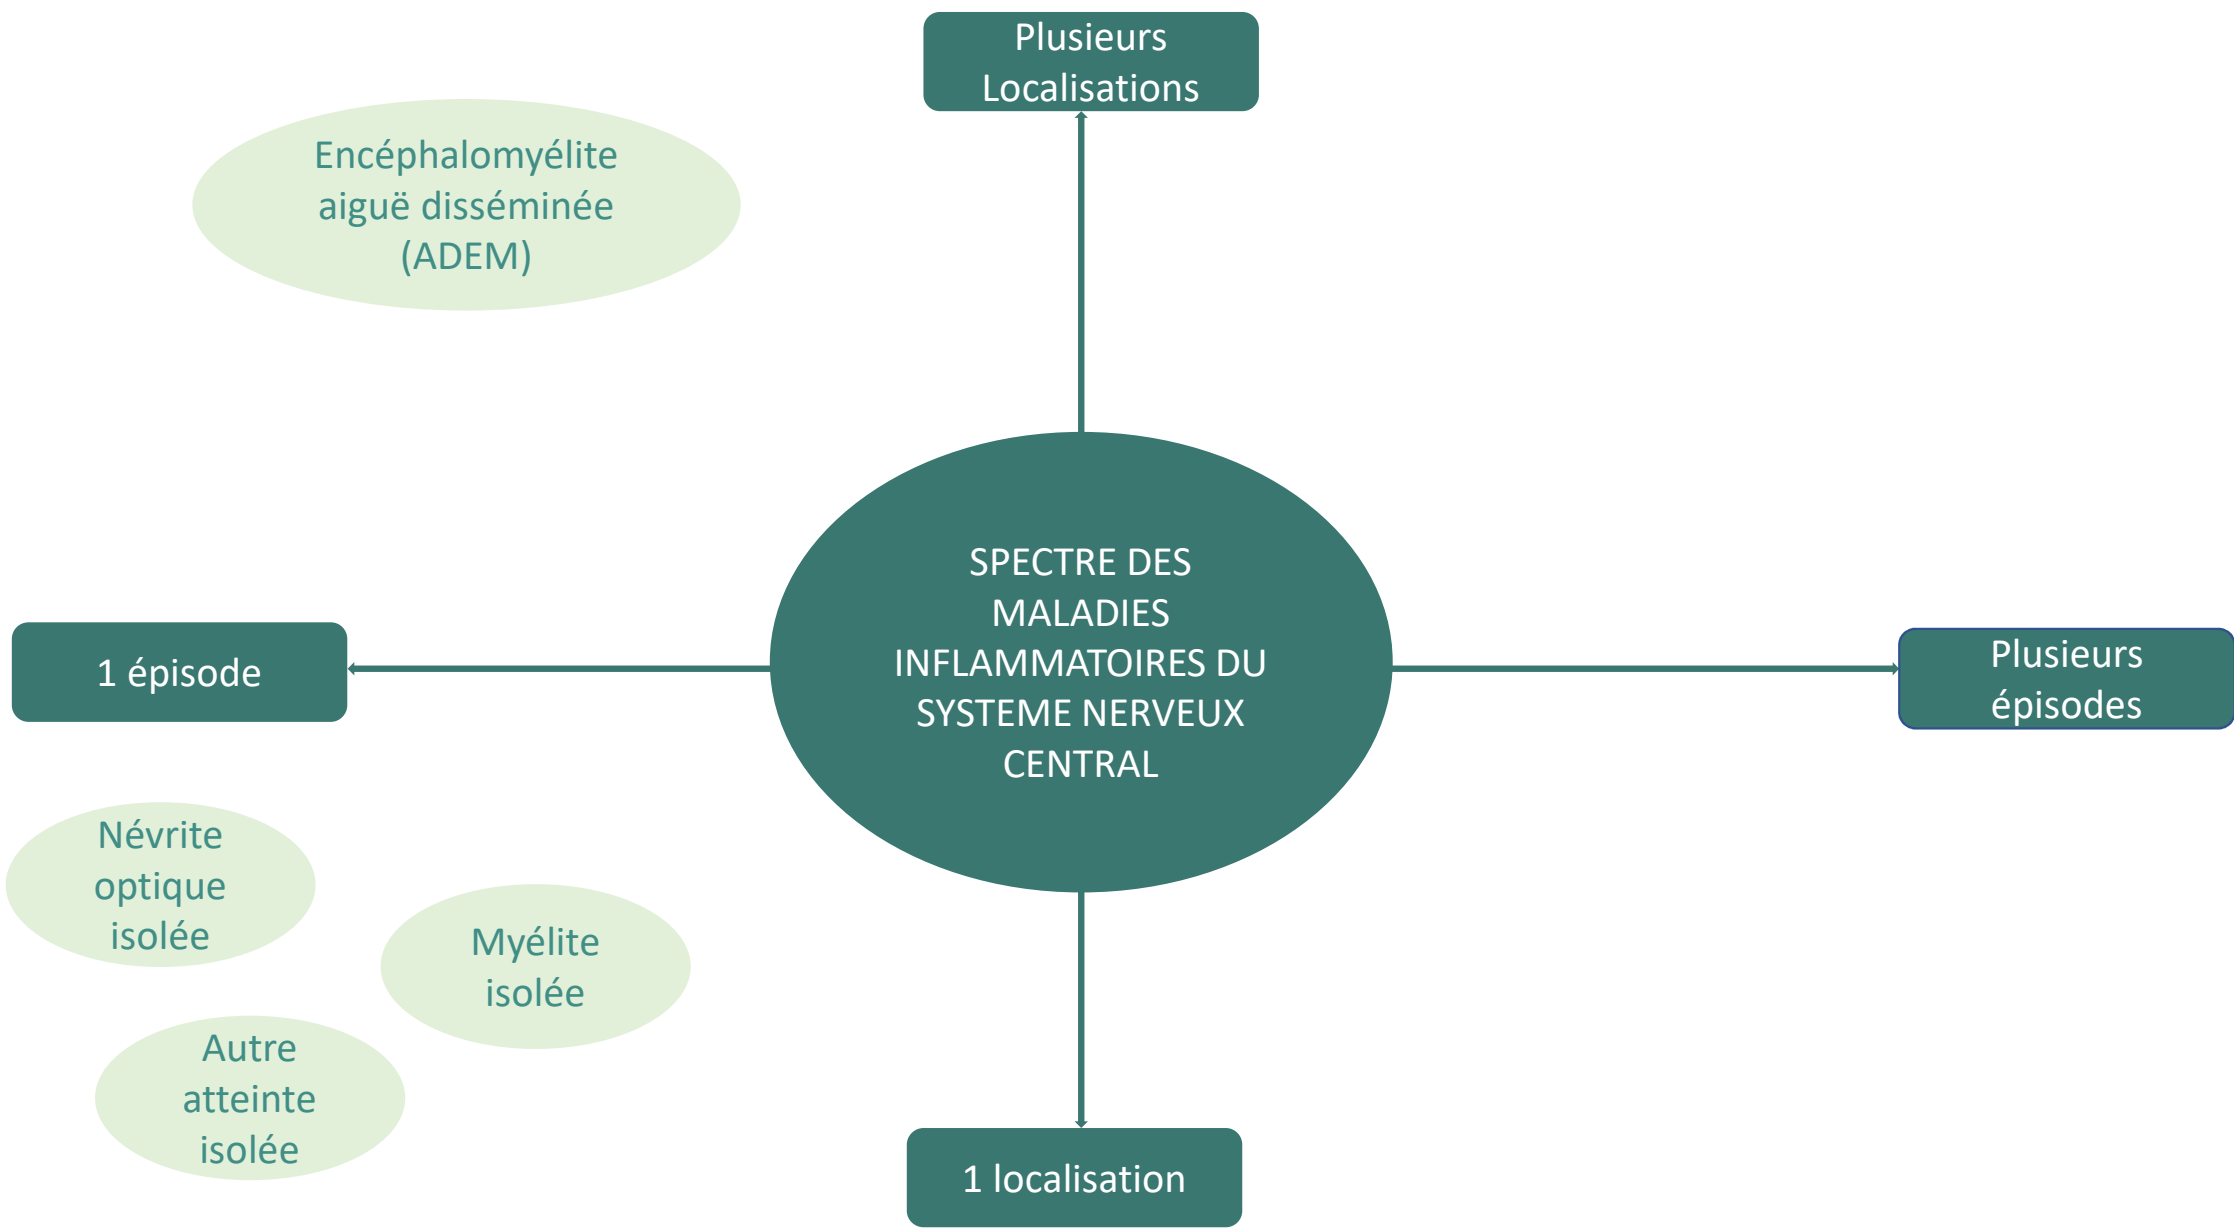 Plusieurs
Localisations
Encéphalomyélite
aiguë disséminée
(ADEM)
SPECTRE DES
MALADIES
INFLAMMATOIRES DU
SYSTEME NERVEUX
CENTRAL
1 épisode
Plusieurs
épisodes
Névrite
optique
isolée
Myélite
isolée
Autre
atteinte
isolée
1 localisation